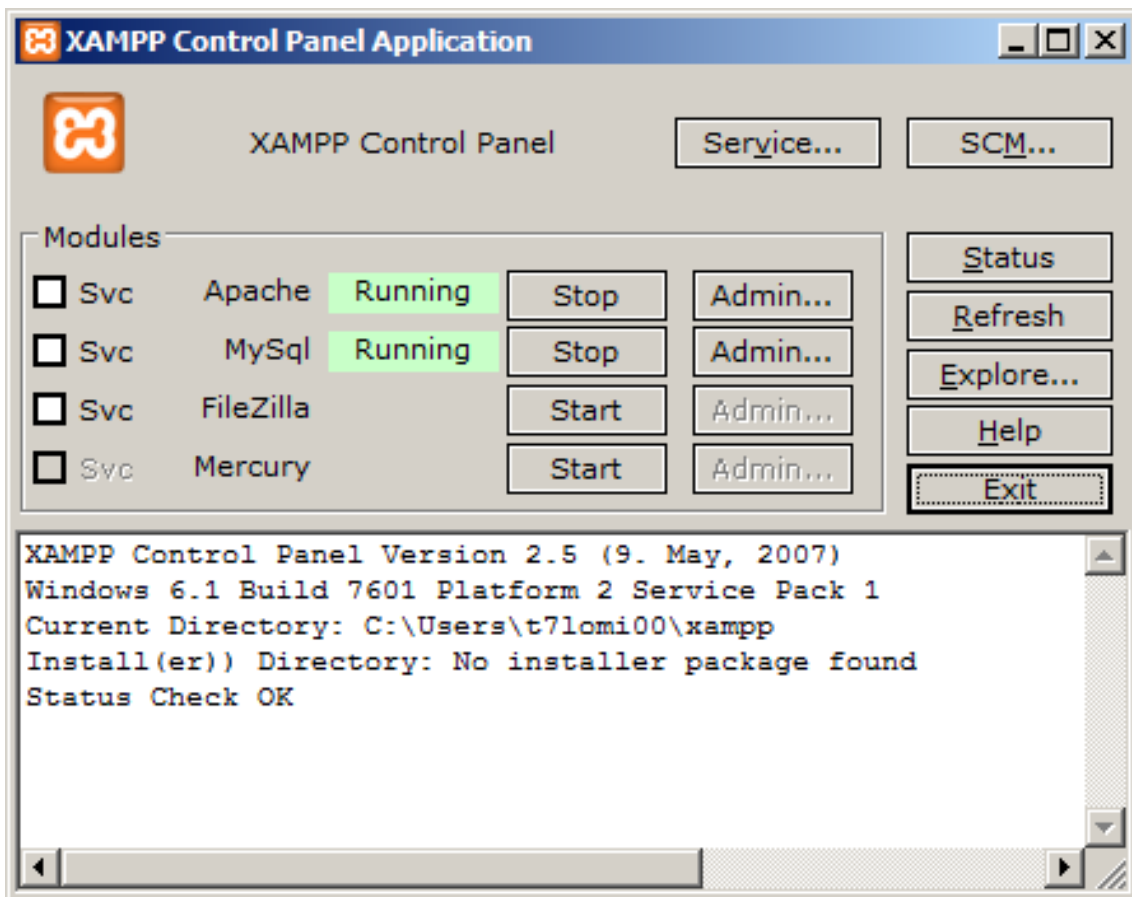 XAMPP Control Panel Application
XAMPP Control Panel Service... SCM...
Modules
Svc Apache Running Stop Admin...
Svc MySql Running Stop Admin...
Svc FileZilla Start Admin...
Svc Mercury Start Admin...
Status
Refresh
Explore...
Help
Exit
XAMPP Control Panel Version 2.5 (9. May, 2007)
Windows 6.1 Build 7601 Platform 2 Service Pack 1
Current Directory: C:\Users\t7lomi00\xampp
Install(er)) Directory: No installer package found
Status Check OK